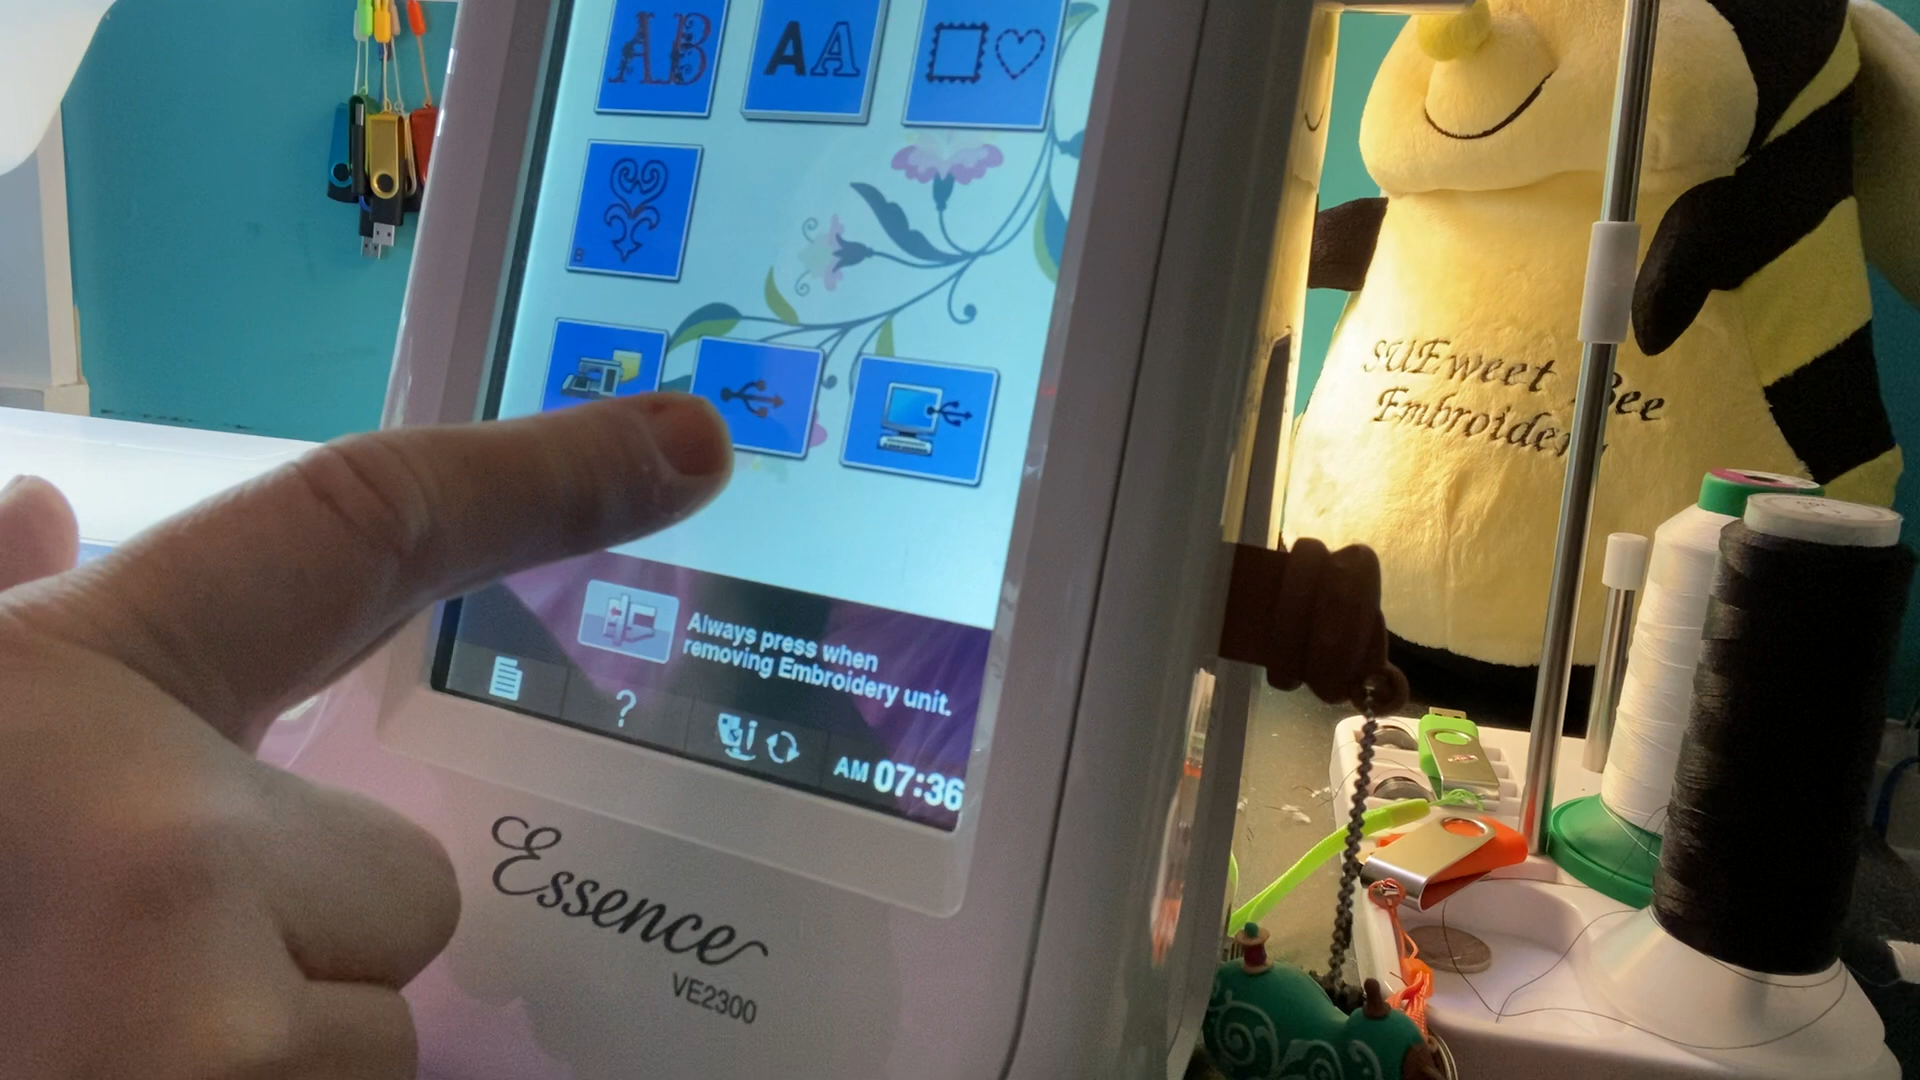 AB
AA
B
Always press when
removing Embroidery unit.
?
i
AM 07:36
Essence
VE2300
SUEweet Bee
Embroidery